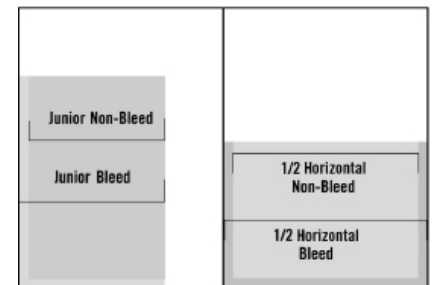 Junior Non-Bleed
Junior Bleed
1/2 Horizontal
Non-Bleed
1/2 Horizontal
Bleed